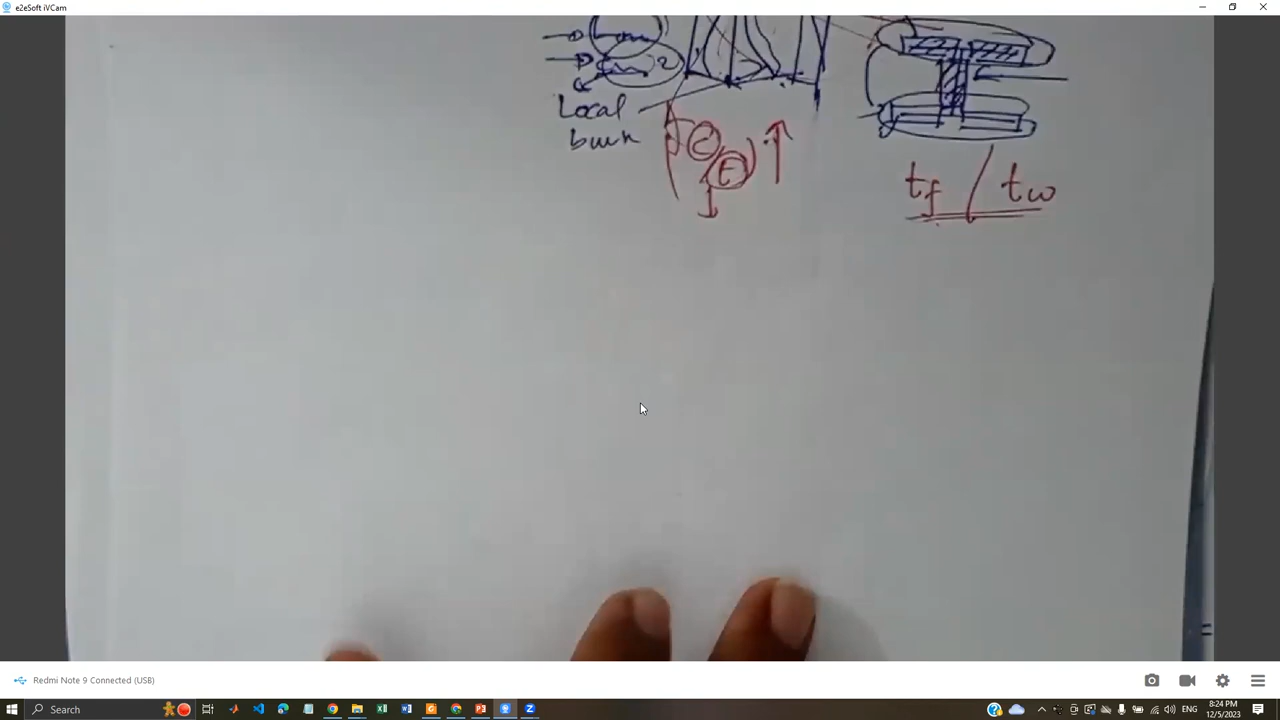 e2eSoft iVCam
2
Local
buck
C
t
tf / tw
Redmi Note 9 Connected (USB)
Search
ENG
8:24 PM
12/5/2023